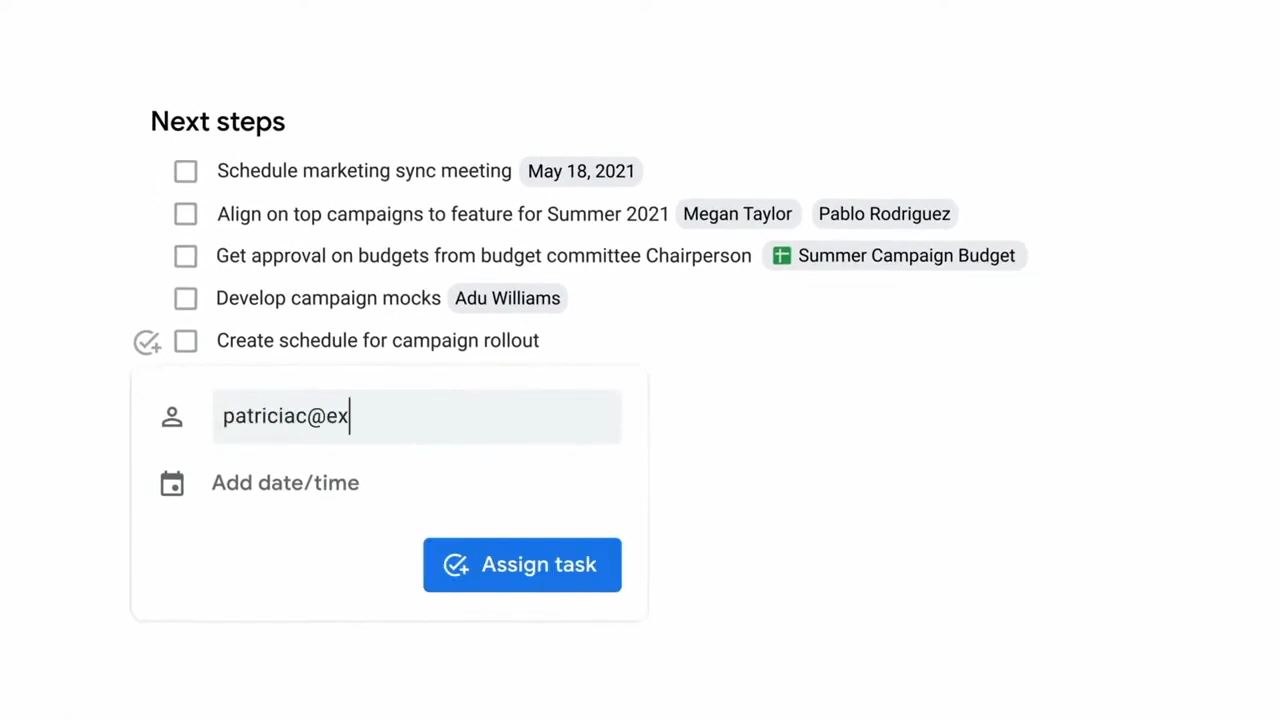 Next steps
Schedule marketing sync meeting May 18, 2021
Align on top campaigns to feature for Summer 2021 Megan Taylor Pablo Rodriguez
Get approval on budgets from budget committee Chairperson Summer Campaign Budget
Develop campaign mocks Adu Williams
Create schedule for campaign rollout
patriciac@ex
Add date/time
Assign task